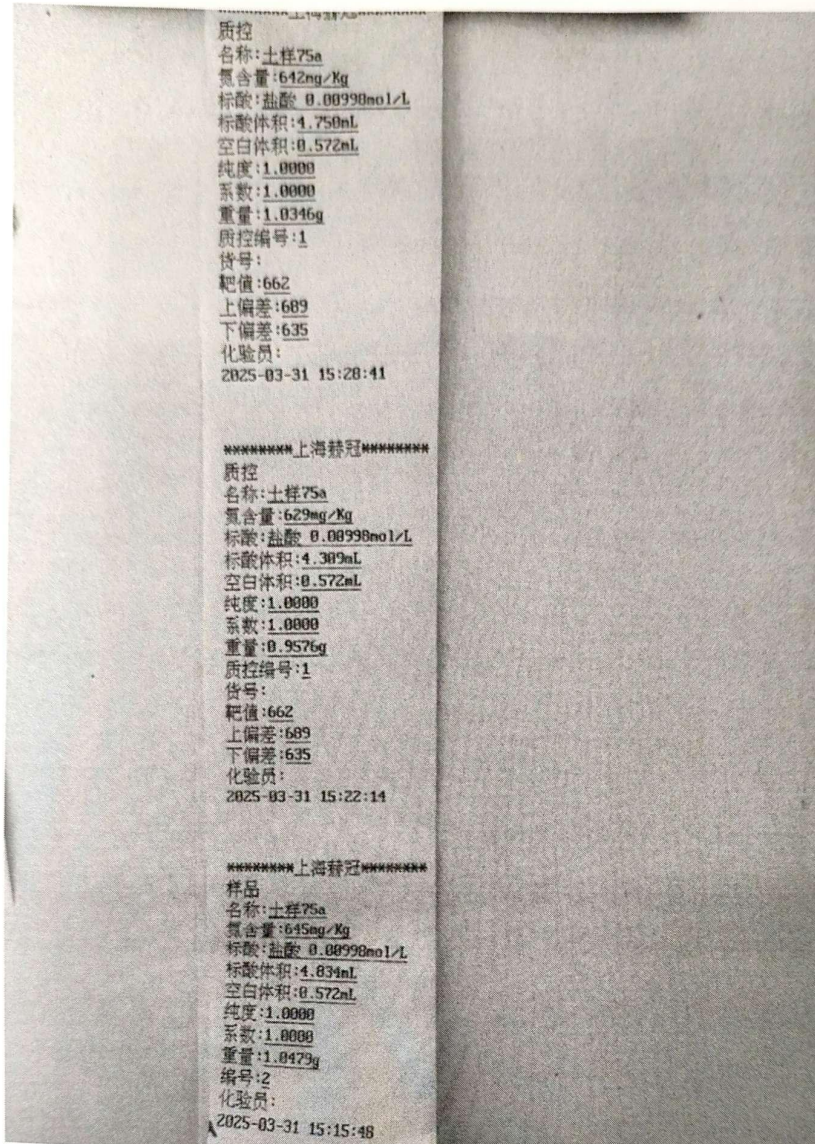 ********上海赫冠********
质控
名称:土样75a
氮含量:642mg/Kg
标酸:盐酸 0.00998mol/L
标酸体积:4.750mL
空白体积:0.572mL
纯度:1.0000
系数:1.0000
重量:1.0346g
质控编号:1
货号:
靶值:662
上偏差:689
下偏差:635
化验员:
2025-03-31 15:28:41
********上海赫冠********
质控
名称:土样75a
氮含量:629mg/Kg
标酸:盐酸 0.00998mol/L
标酸体积:4.309mL
空白体积:0.572mL
纯度:1.0000
系数:1.0000
重量:0.9576g
质控编号:1
货号:
靶值:662
上偏差:689
下偏差:635
化验员:
2025-03-31 15:22:14
********上海赫冠********
样品
名称:土样75a
氮含量:645mg/Kg
标酸:盐酸 0.00998mol/L
标酸体积:4.834mL
空白体积:0.572mL
纯度:1.0000
系数:1.0000
重量:1.0479g
编号:2
化验员:
2025-03-31 15:15:48